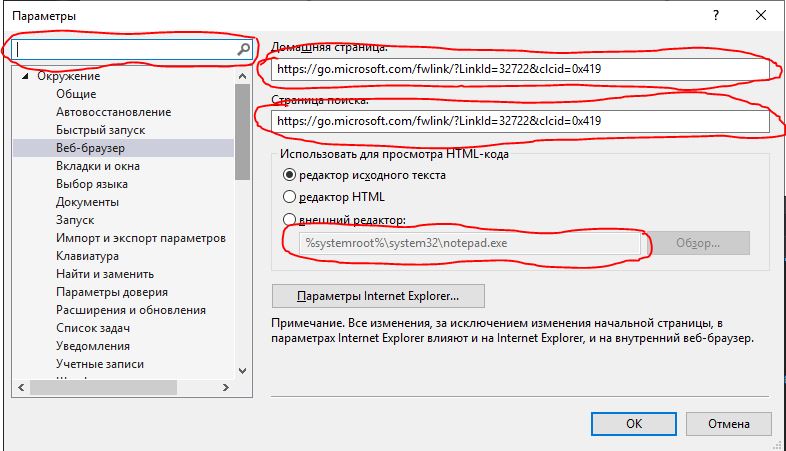 Параметры
Окружение
Общие
Автовосстановление
Быстрый запуск
Веб-браузер
Вкладки и окна
Выбор языка
Документы
Запуск
Импорт и экспорт параметров
Клавиатура
Найти и заменить
Параметры доверия
Расширения и обновления
Список задач
Уведомления
Учетные записи
Домашняя страница:
https://go.microsoft.com/fwlink/?LinkId=32722&clcid=0x419
Страница поиска:
https://go.microsoft.com/fwlink/?LinkId=32722&clcid=0x419
Использовать для просмотра HTML-кода
редактор исходного текста
редактор HTML
внешний редактор:
%systemroot%\system32\notepad.exe
Обзор...
Параметры Internet Explorer...
Примечание. Все изменения, за исключением изменения начальной страницы, в
параметрах Internet Explorer влияют и на Internet Explorer, и на внутренний веб-браузер.
OK
Отмена